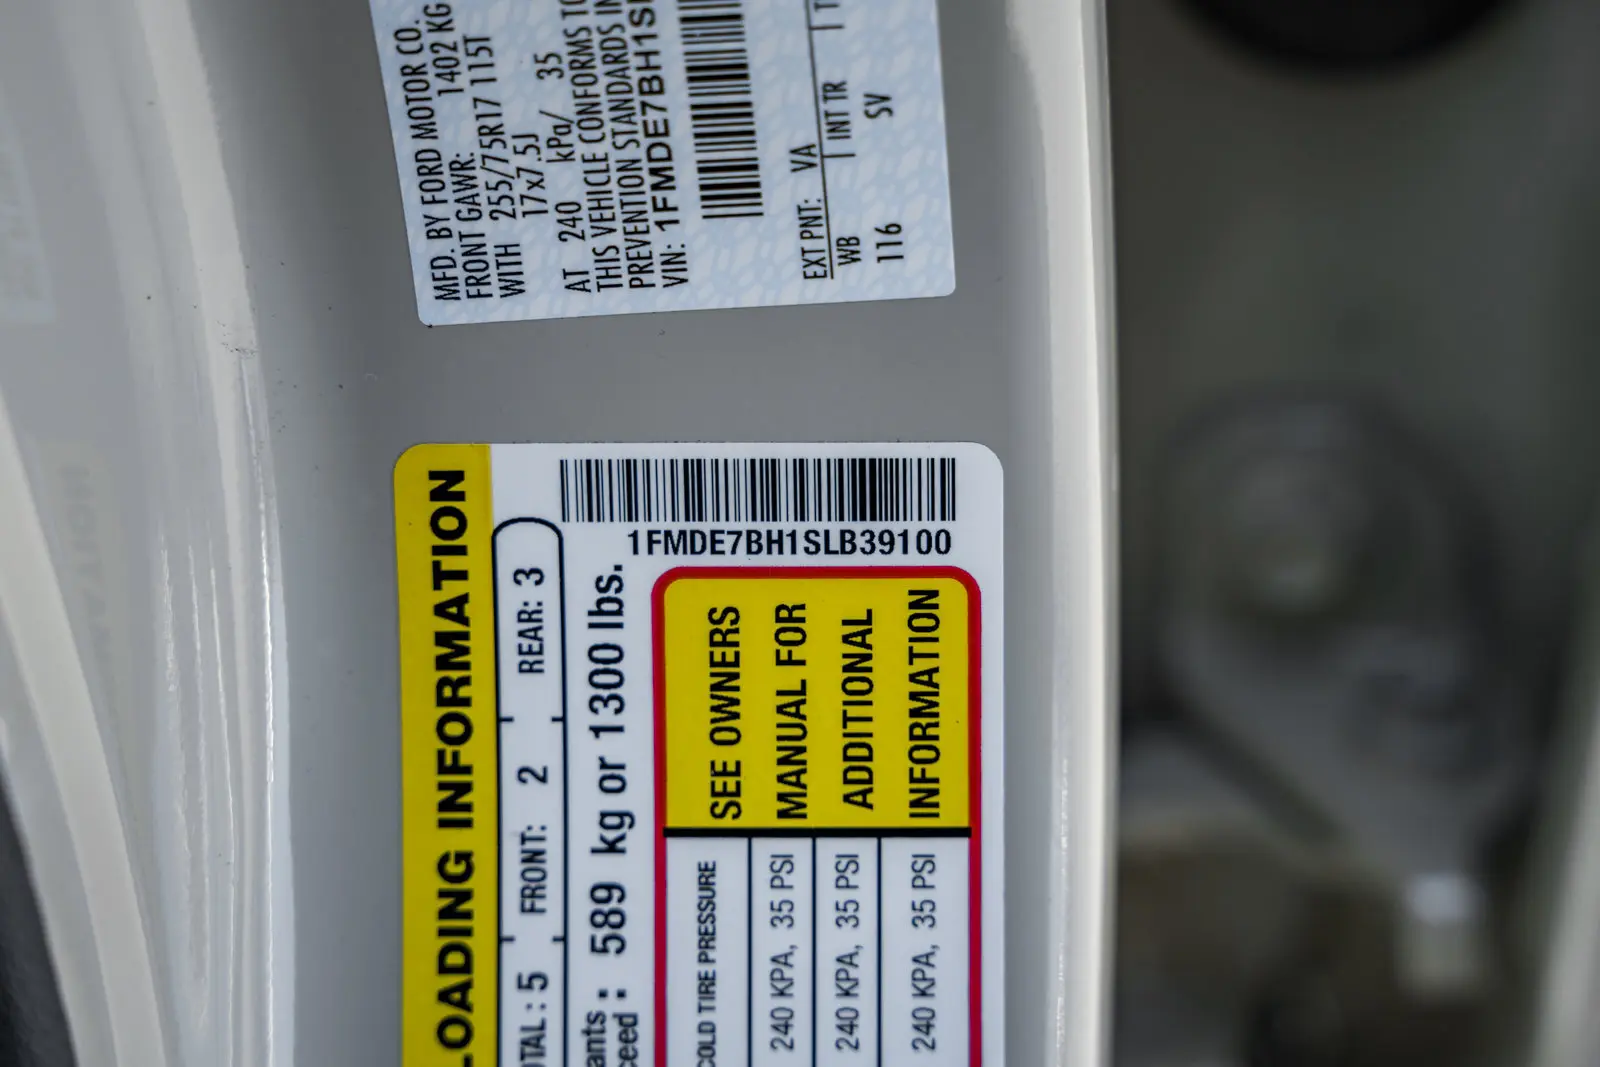 MFD. BY FORD MOTOR CO.
FRONT GAWR: 1402 KG
WITH 255/75R17 115T
17x7.5J
AT 240 kPa/ 35
THIS VEHICLE CONFORMS TO
PREVENTION STANDARDS IN
VIN: 1FMDE7BH1S
EXT PNT: VA
WB INT TR
116 SV
LOADING INFORMATION
OTAL : 5 FRONT: 2 REAR: 3
ants
ceed : 589 kg or 1300 lbs.
1FMDE7BH1SLB39100
COLD TIRE PRESSURE
240 KPA, 35 PSI
240 KPA, 35 PSI
240 KPA, 35 PSI
SEE OWNERS
MANUAL FOR
ADDITIONAL
INFORMATION